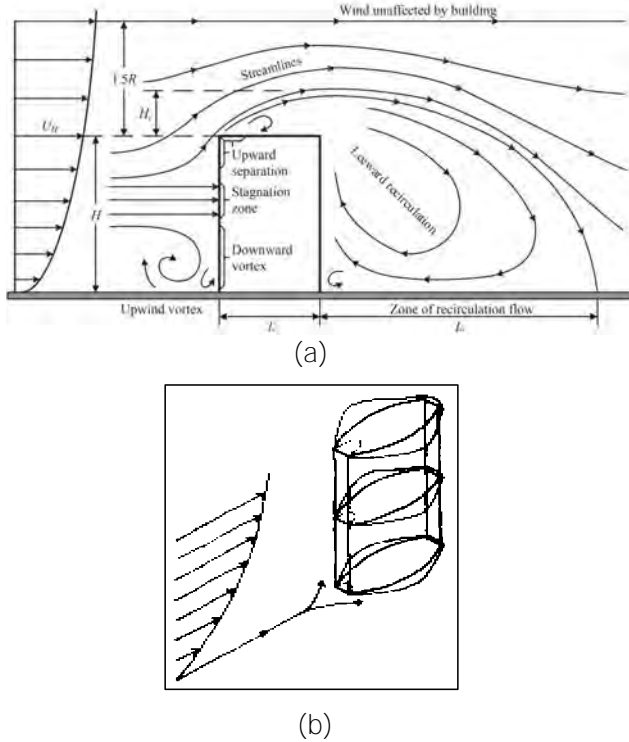 Wind unaffected by building
5R
Streamlines
H
U_H
Upward
separation
Stagnation
zone
Leeward recirculation
H
Downward
vortex
Upwind vortex
Zone of recirculation flow
(a)
(b)